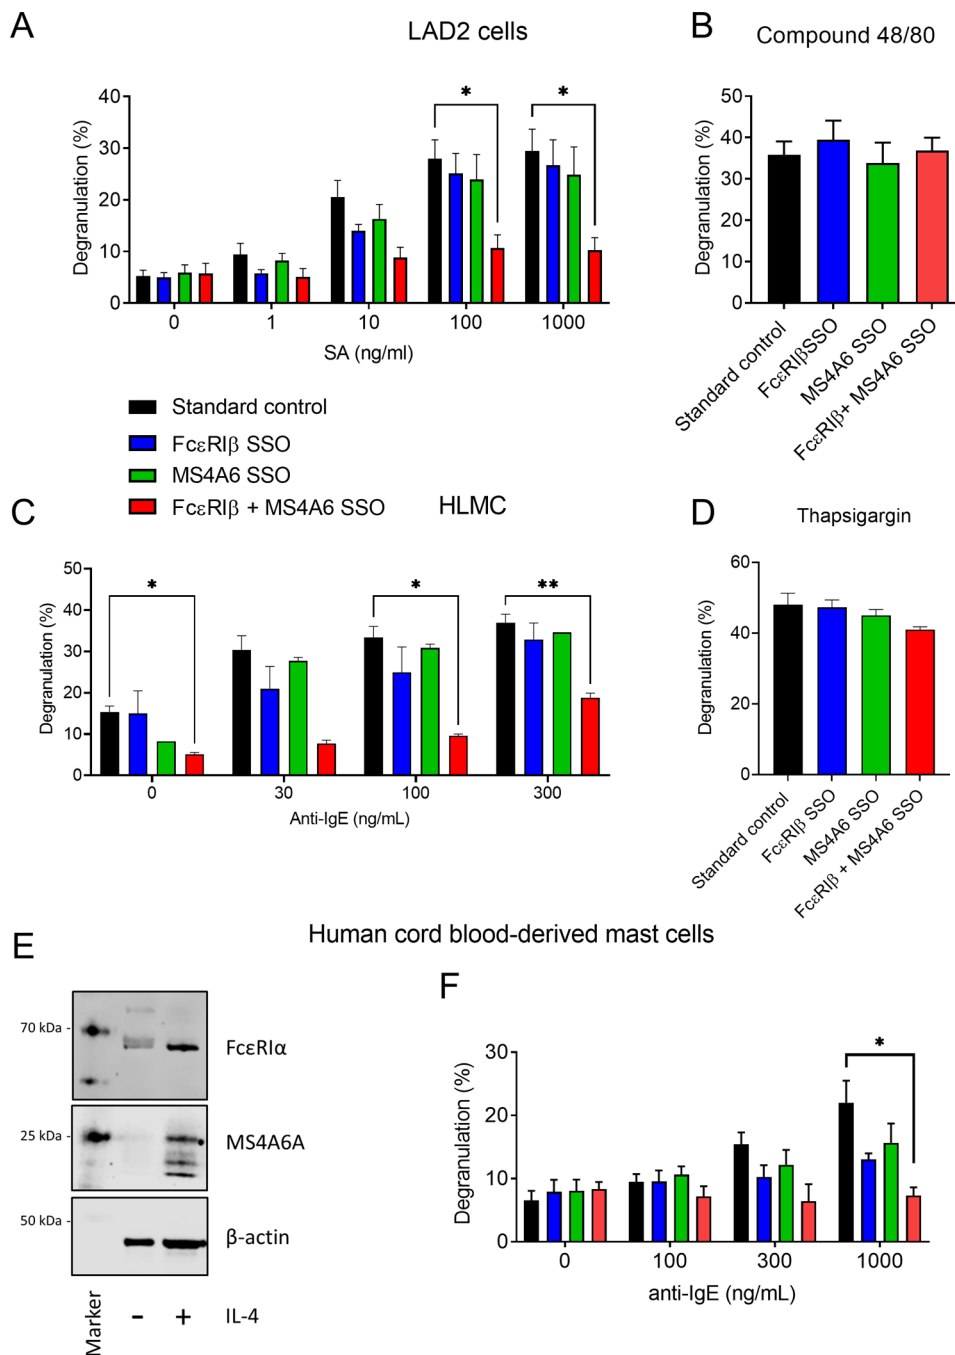 A
LAD2 cells
B
Compound 48/80
Degranulation (%)
40
30
20
10
0
*
*
0 1 10 100 1000
SA (ng/ml)
Degranulation (%)
50
40
30
20
10
0
Standard control
FcεRIβSSO
MS4A6 SSO
FcεRIβ+ MS4A6 SSO
Standard control
FcεRIβ SSO
MS4A6 SSO
FcεRIβ + MS4A6 SSO
C
HLMC
D
Thapsigargin
Degranulation (%)
50
40
30
20
10
0
*
*
**
0 30 100 300
Anti-IgE (ng/mL)
Degranulation (%)
60
40
20
0
Standard control
FcεRIβ SSO
MS4A6 SSO
FcεRIβ + MS4A6 SSO
Human cord blood-derived mast cells
E
70 kDa -
FcεRIα
25 kDa -
MS4A6A
50 kDa -
β-actin
Marker
- + IL-4
F
Degranulation (%)
30
20
10
0
*
0 100 300 1000
anti-IgE (ng/mL)